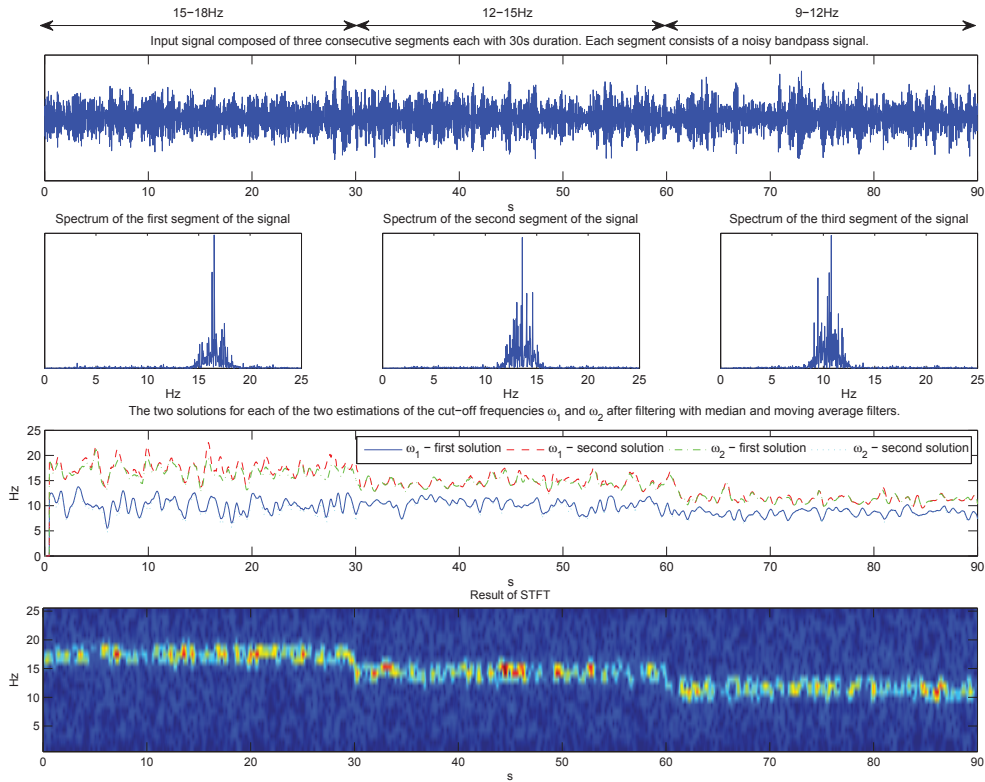 15−18Hz 12−15Hz 9−12Hz
Input signal composed of three consecutive segments each with 30s duration. Each segment consists of a noisy bandpass signal.
0 10 20 30 40 50 60 70 80 90
s
Spectrum of the first segment of the signal
0 5 10 15 20 25
Hz
Spectrum of the second segment of the signal
0 5 10 15 20 25
Hz
Spectrum of the third segment of the signal
0 5 10 15 20 25
Hz
The two solutions for each of the two estimations of the cut−off frequencies ω1 and ω2 after filtering with median and moving average filters.
25
20
15
10
5
0
Hz
ω1 − first solution ω1 − second solution ω2 − first solution ω2 − second solution
0 10 20 30 40 50 60 70 80 90
s
Result of STFT
25
20
15
10
5
Hz
0 10 20 30 40 50 60 70 80 90
s